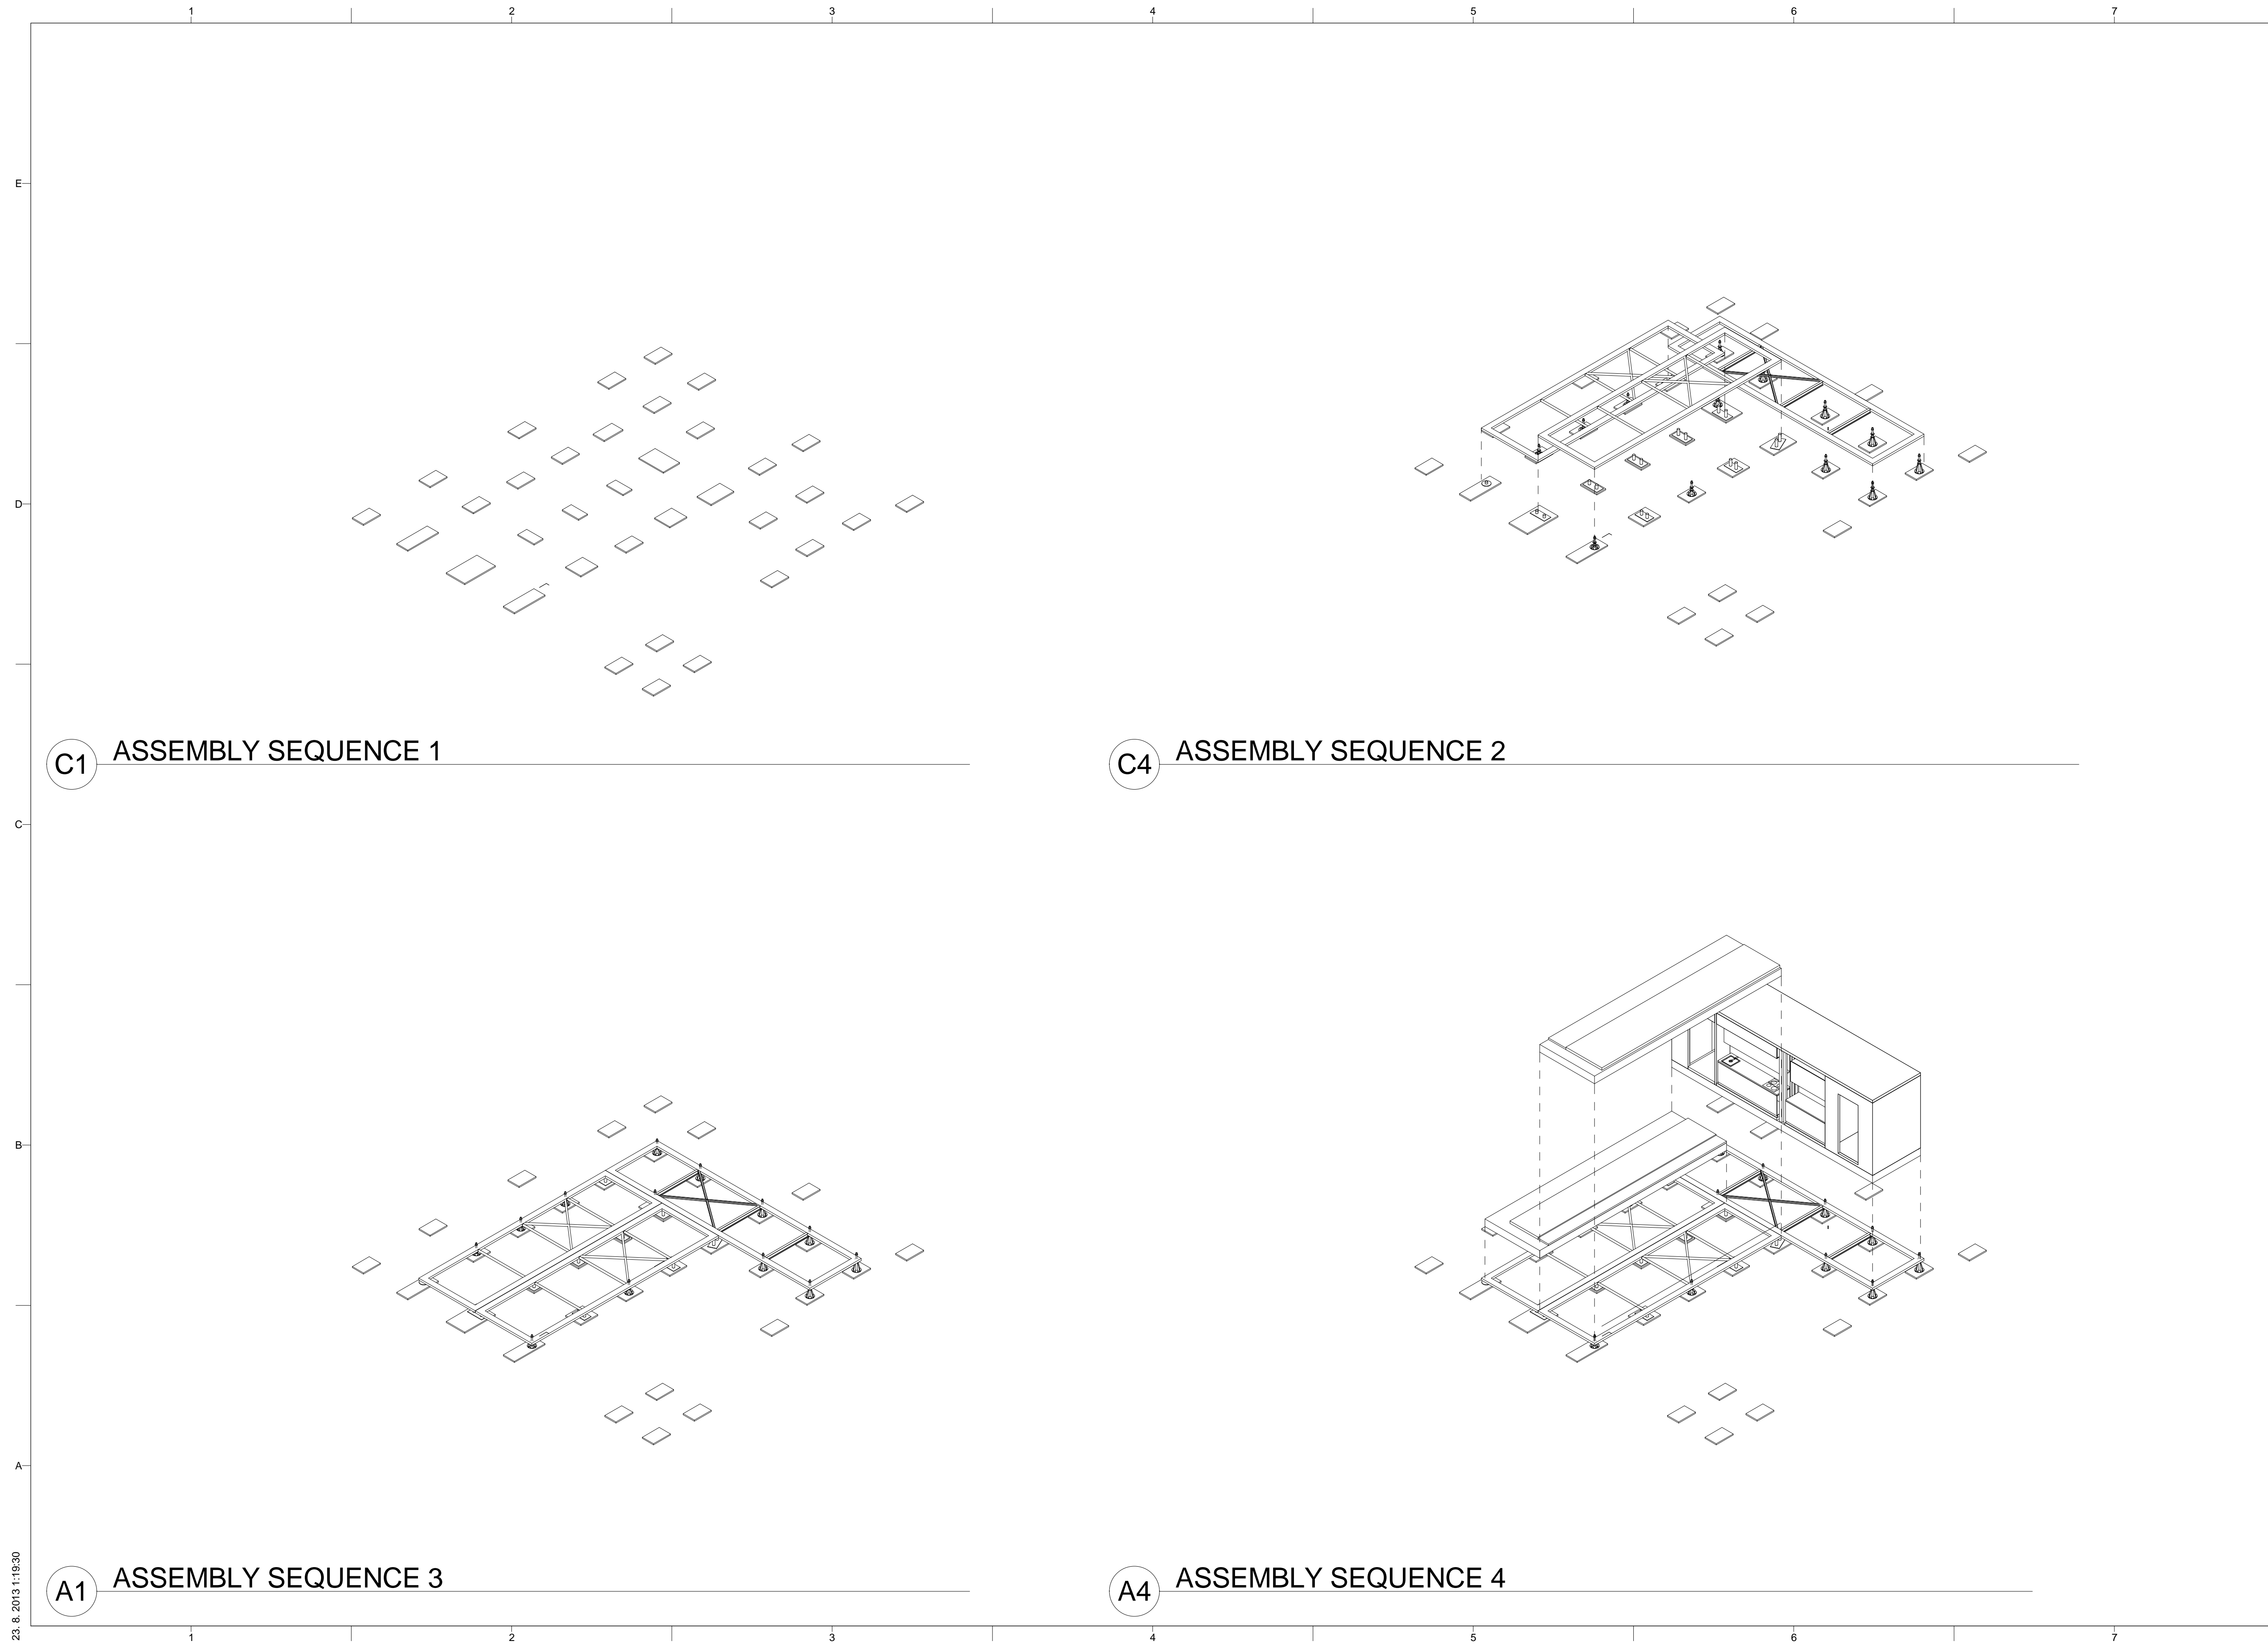 1 2 3 4 5 6 7
E
D
C1 ASSEMBLY SEQUENCE 1
C4 ASSEMBLY SEQUENCE 2
C
B
A
A1 ASSEMBLY SEQUENCE 3
A4 ASSEMBLY SEQUENCE 4
23. 8. 2013 1:19:30
1 2 3 4 5 6 7